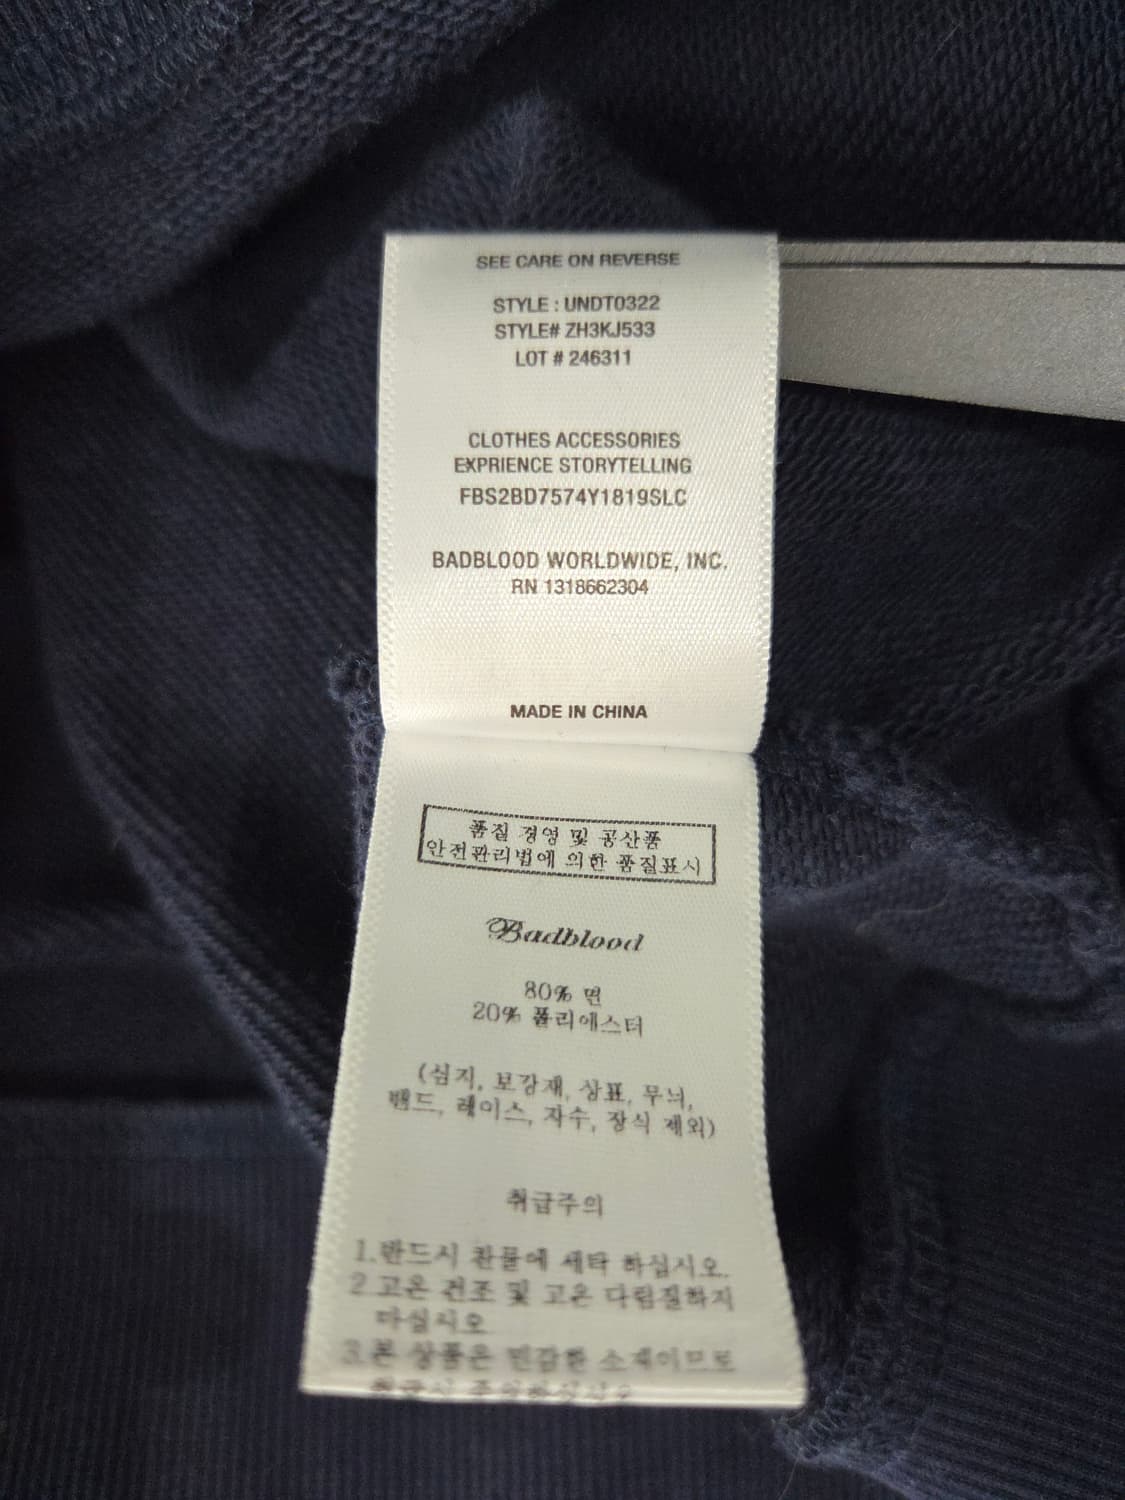 SEE CARE ON REVERSE
STYLE : UNDT0322
STYLE# ZH3KJ533
LOT # 246311
CLOTHES ACCESSORIES
EXPRIENCE STORYTELLING
FBS2BD7574Y1819SLC
BADBLOOD WORLDWIDE, INC.
RN 1318662304
MADE IN CHINA
품질 경영 및 공산품
안전관리법에 의한 품질표시
Badblood
80% 면
20% 폴리에스터
(심지, 보강재, 상표, 무늬,
밴드, 레이스, 자수, 장식 제외)
취급주의
1.반드시 찬물에 세탁 하십시오.
2.고온 건조 및 고온 다림질하지
마십시오
3.본 상품은 민감한 소재이므로